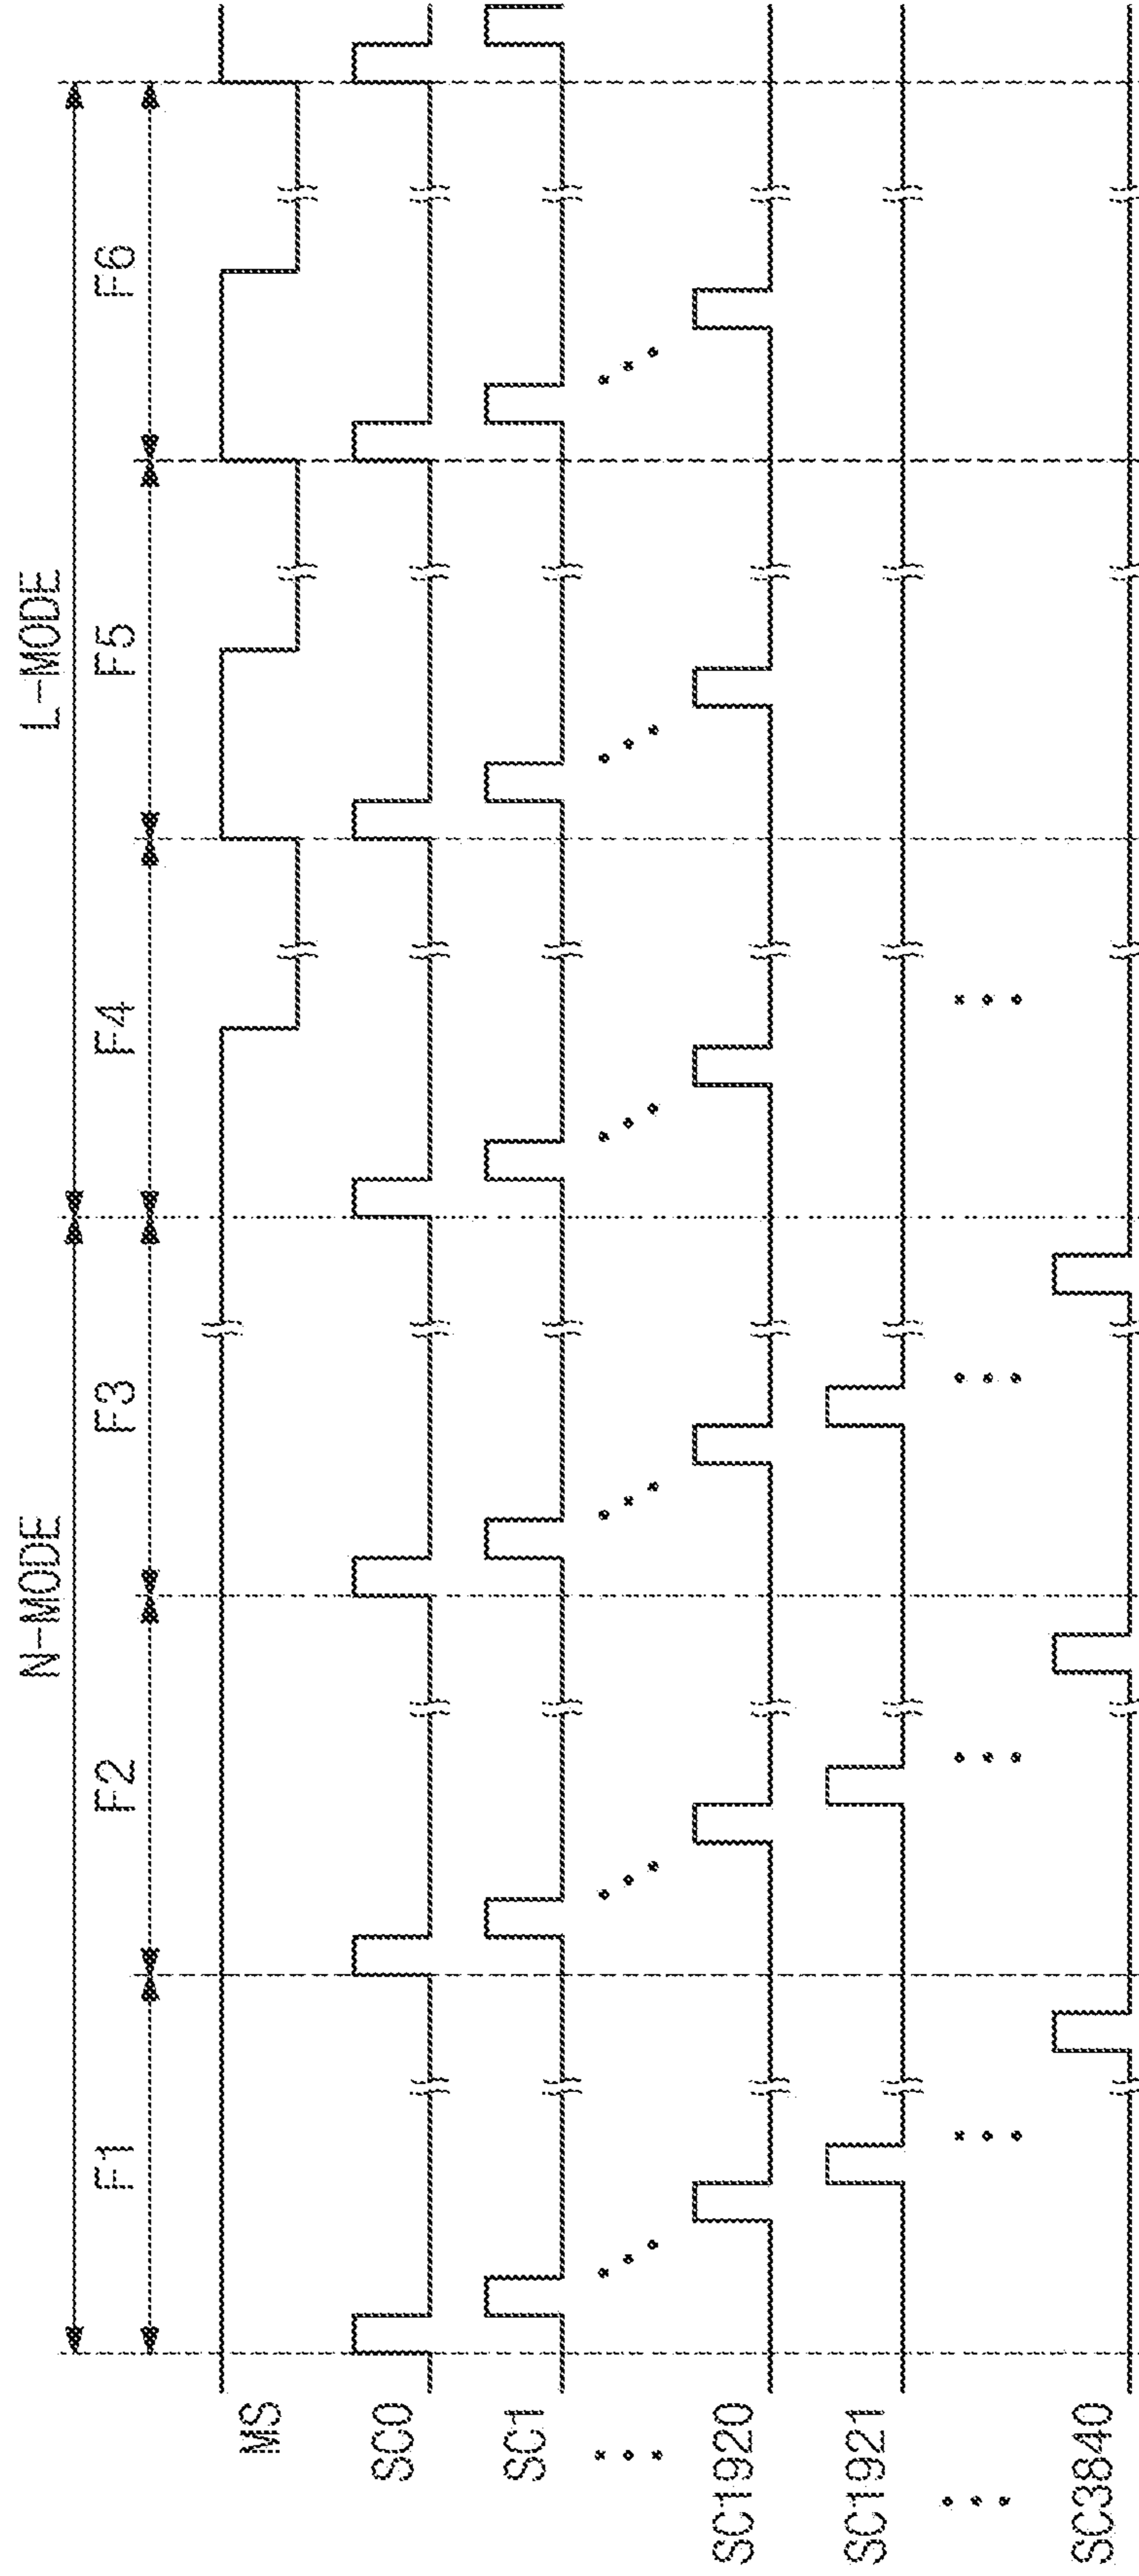 N-MODE L-MODE
F1 F2 F3 F4 F5 F6
MS
SC0
SC1
SC1920
SC1921
SC3840